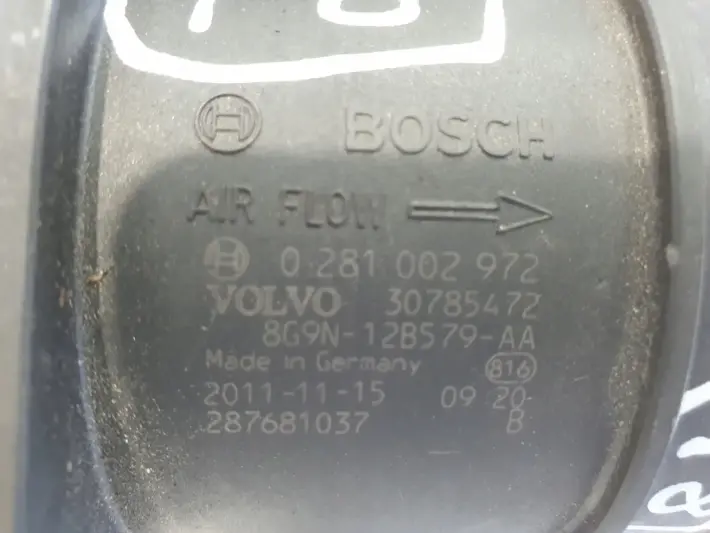 BOSCH
AIR FLOW
0 281 002 972
VOLVO 30785472
8G9N-12B579-AA
Made in Germany 816
2011-11-15 09 20
287681037 B